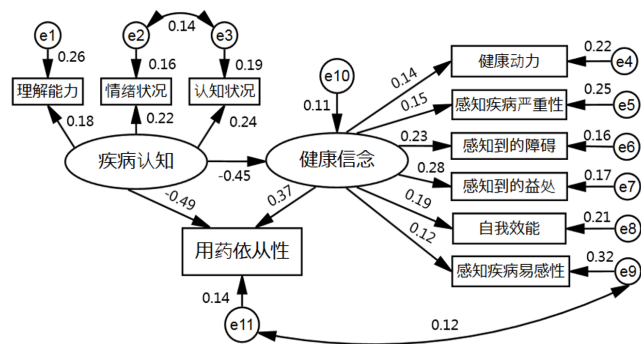 e1 e2 0.14 e3
0.26 0.16 0.19
理解能力 情绪状况 认知状况
0.18 0.22 0.24
疾病认知
-0.45
-0.49
e10
0.11
健康信念
0.37
用药依从性
0.14
e11
0.12
0.14 健康动力 0.22 e4
0.15 感知疾病严重性 0.25 e5
0.23 感知到的障碍 0.16 e6
0.28 感知到的益处 0.17 e7
0.19 自我效能 0.21 e8
0.12 感知疾病易感性 0.32 e9